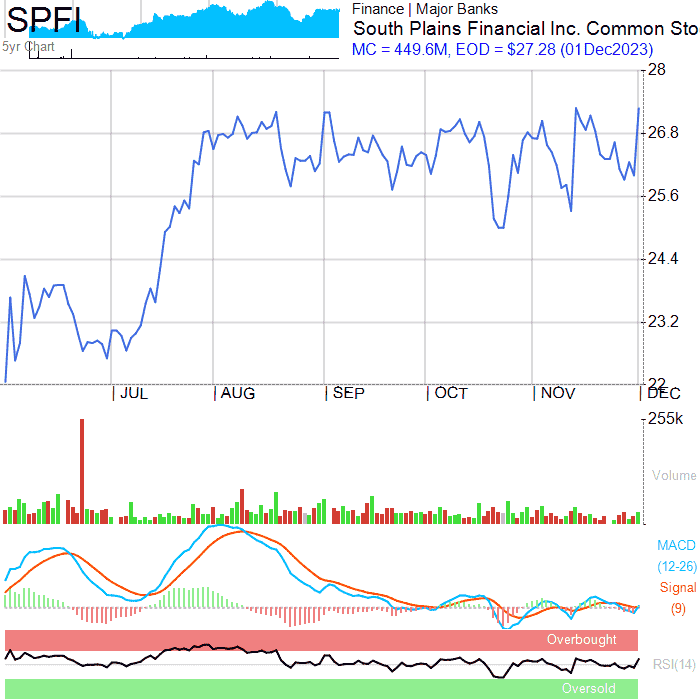 SPFI
5yr Chart
Finance | Major Banks
South Plains Financial Inc. Common Sto
MC = 449.6M, EOD = $27.28 (01Dec2023)
28
26.8
25.6
24.4
23.2
22
| JUL | AUG | SEP | OCT | NOV | DEC
255k
Volume
MACD
(12-26)
Signal
(9)
Overbought
RSI(14)
Oversold